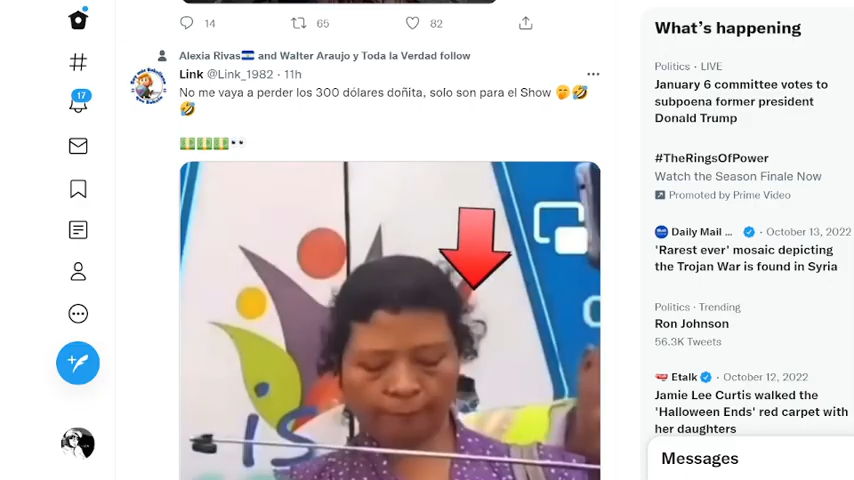 14
65
82
Alexia Rivas🇸🇻 and Walter Araujo y Toda la Verdad follow
Link @Link_1982 · 11h
No me vaya a perder los 300 dólares doñita, solo son para el Show 🤭🤣
🤣
💵💵💵👀
IS
17
What's happening
Politics · LIVE
January 6 committee votes to
subpoena former president
Donald Trump
#TheRingsOfPower
Watch the Season Finale Now
Promoted by Prime Video
Daily Mail ... · October 13, 2022
'Rarest ever' mosaic depicting
the Trojan War is found in Syria
Politics · Trending
Ron Johnson
56.3K Tweets
Etalk · October 12, 2022
Jamie Lee Curtis walked the
'Halloween Ends' red carpet with
her daughters
Messages